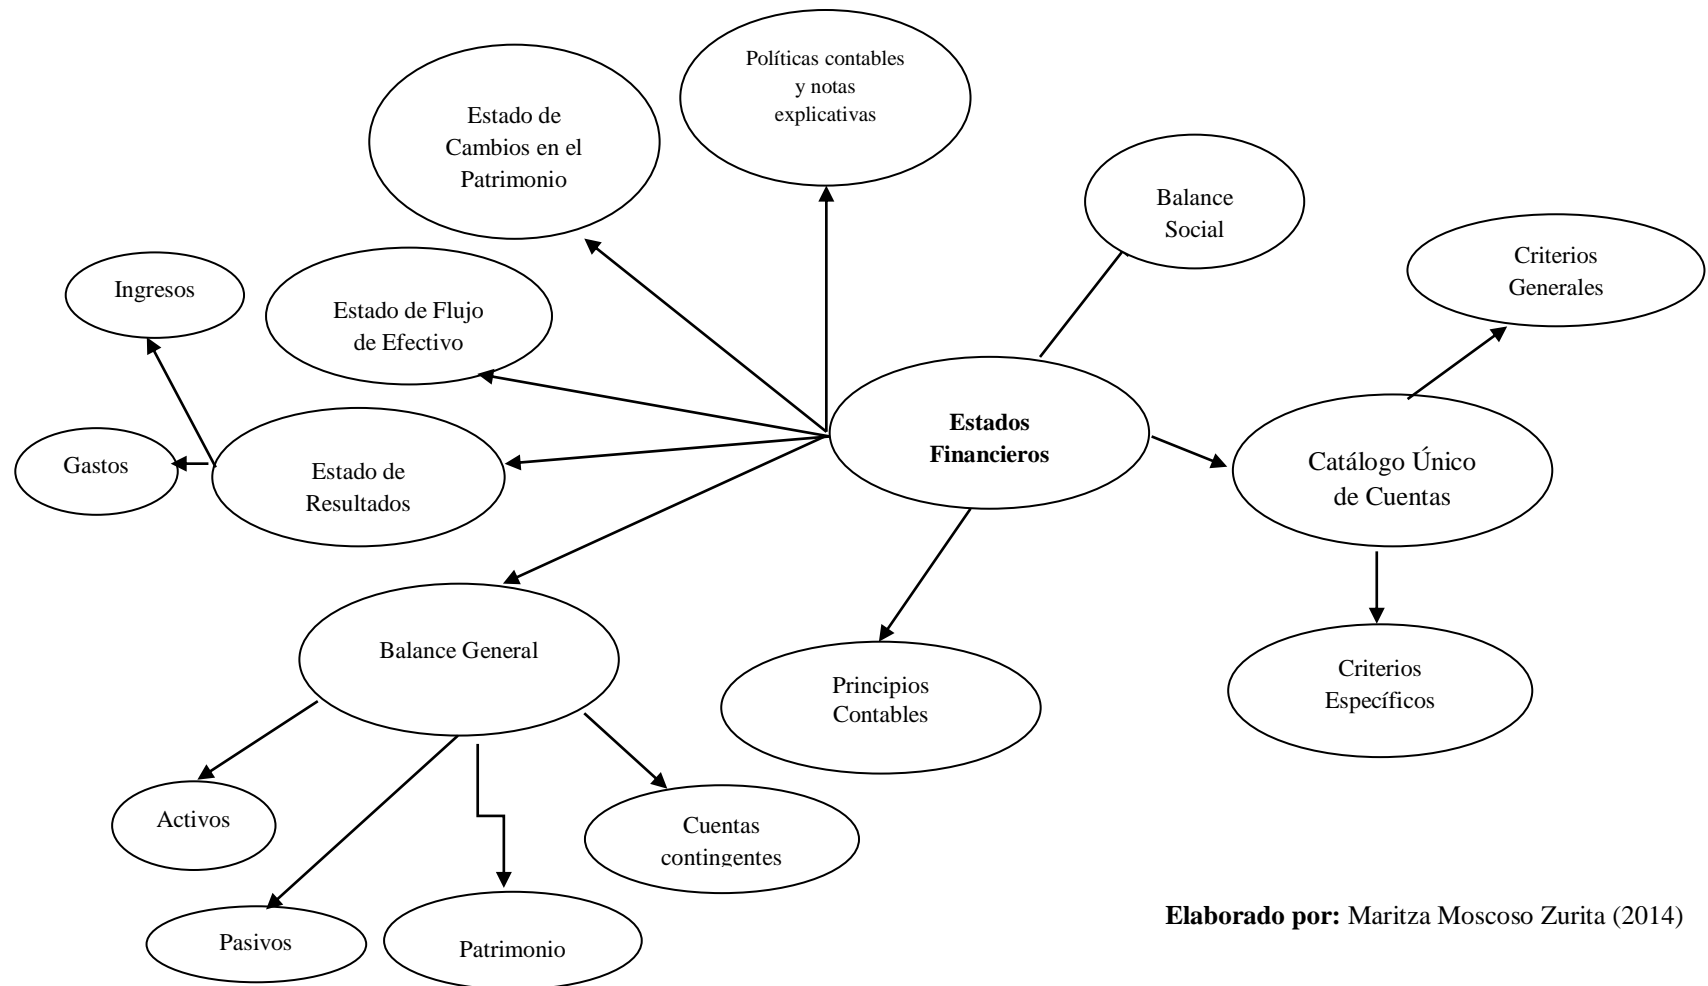 Políticas contables
y notas
explicativas
Estado de
Cambios en el
Patrimonio
Balance
Social
Criterios
Generales
Ingresos
Estado de Flujo
de Efectivo
Estados
Financieros
Gastos
Estado de
Resultados
Catálogo Único
de Cuentas
Balance General
Principios
Contables
Criterios
Específicos
Activos
Cuentas
contingentes
Pasivos
Patrimonio
Elaborado por: Maritza Moscoso Zurita (2014)